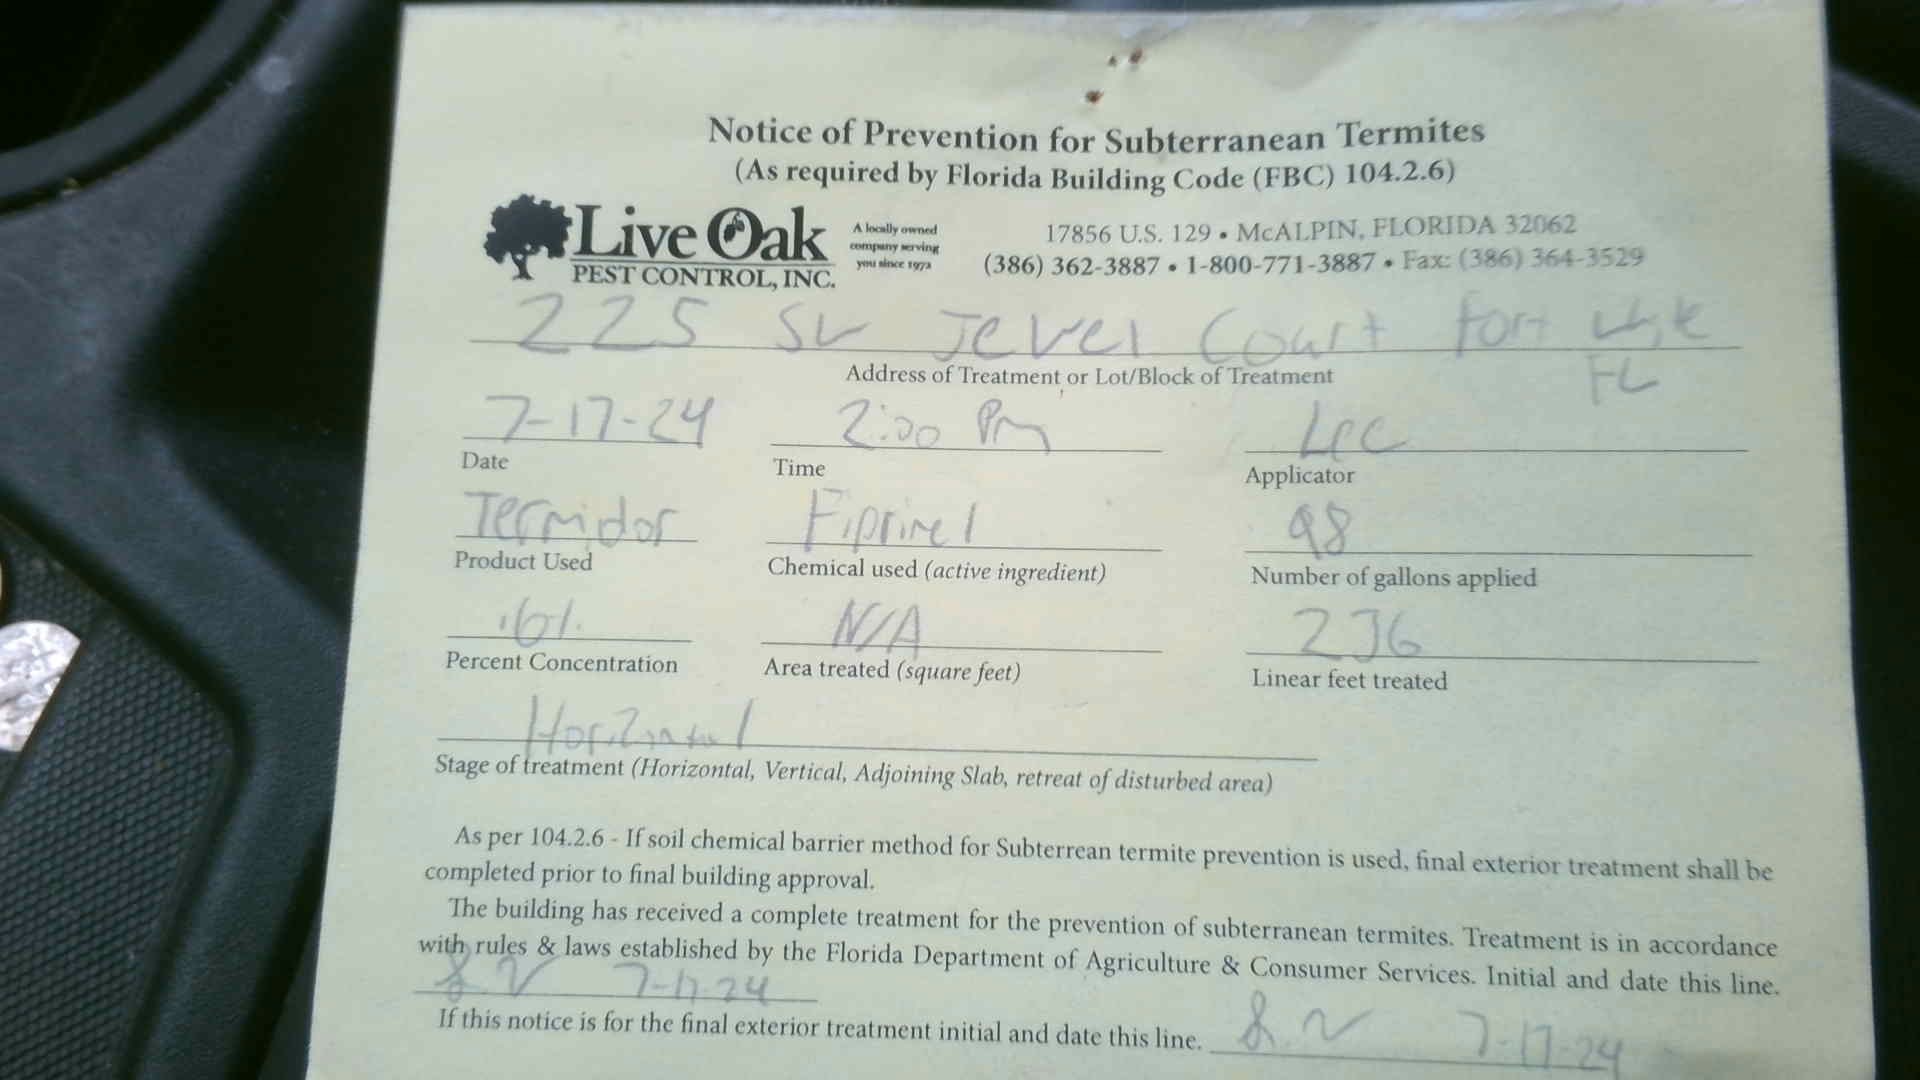 Notice of Prevention for Subterranean Termites
(As required by Florida Building Code (FBC) 104.2.6)
Live Oak
PEST CONTROL, INC.
A locally owned
company serving
you since 1972
17856 U.S. 129 • McALPIN, FLORIDA 32062
(386) 362-3887 • 1-800-771-3887 • Fax: (386) 364-3529
225 SW Jewel Court Fort White
FL
Address of Treatment or Lot/Block of Treatment
7-17-24 2:00 PM
Date Time Applicator
Termidor Fiprinel 98
Product Used Chemical used (active ingredient) Number of gallons applied
.6% N/A 236
Percent Concentration Area treated (square feet) Linear feet treated
Horizintal
Stage of treatment (Horizontal, Vertical, Adjoining Slab, retreat of disturbed area)
As per 104.2.6 - If soil chemical barrier method for Subterrean termite prevention is used, final exterior treatment shall be
completed prior to final building approval.
The building has received a complete treatment for the prevention of subterranean termites. Treatment is in accordance
with rules & laws established by the Florida Department of Agriculture & Consumer Services. Initial and date this line.
7-17-24
If this notice is for the final exterior treatment initial and date this line. 7-17-24